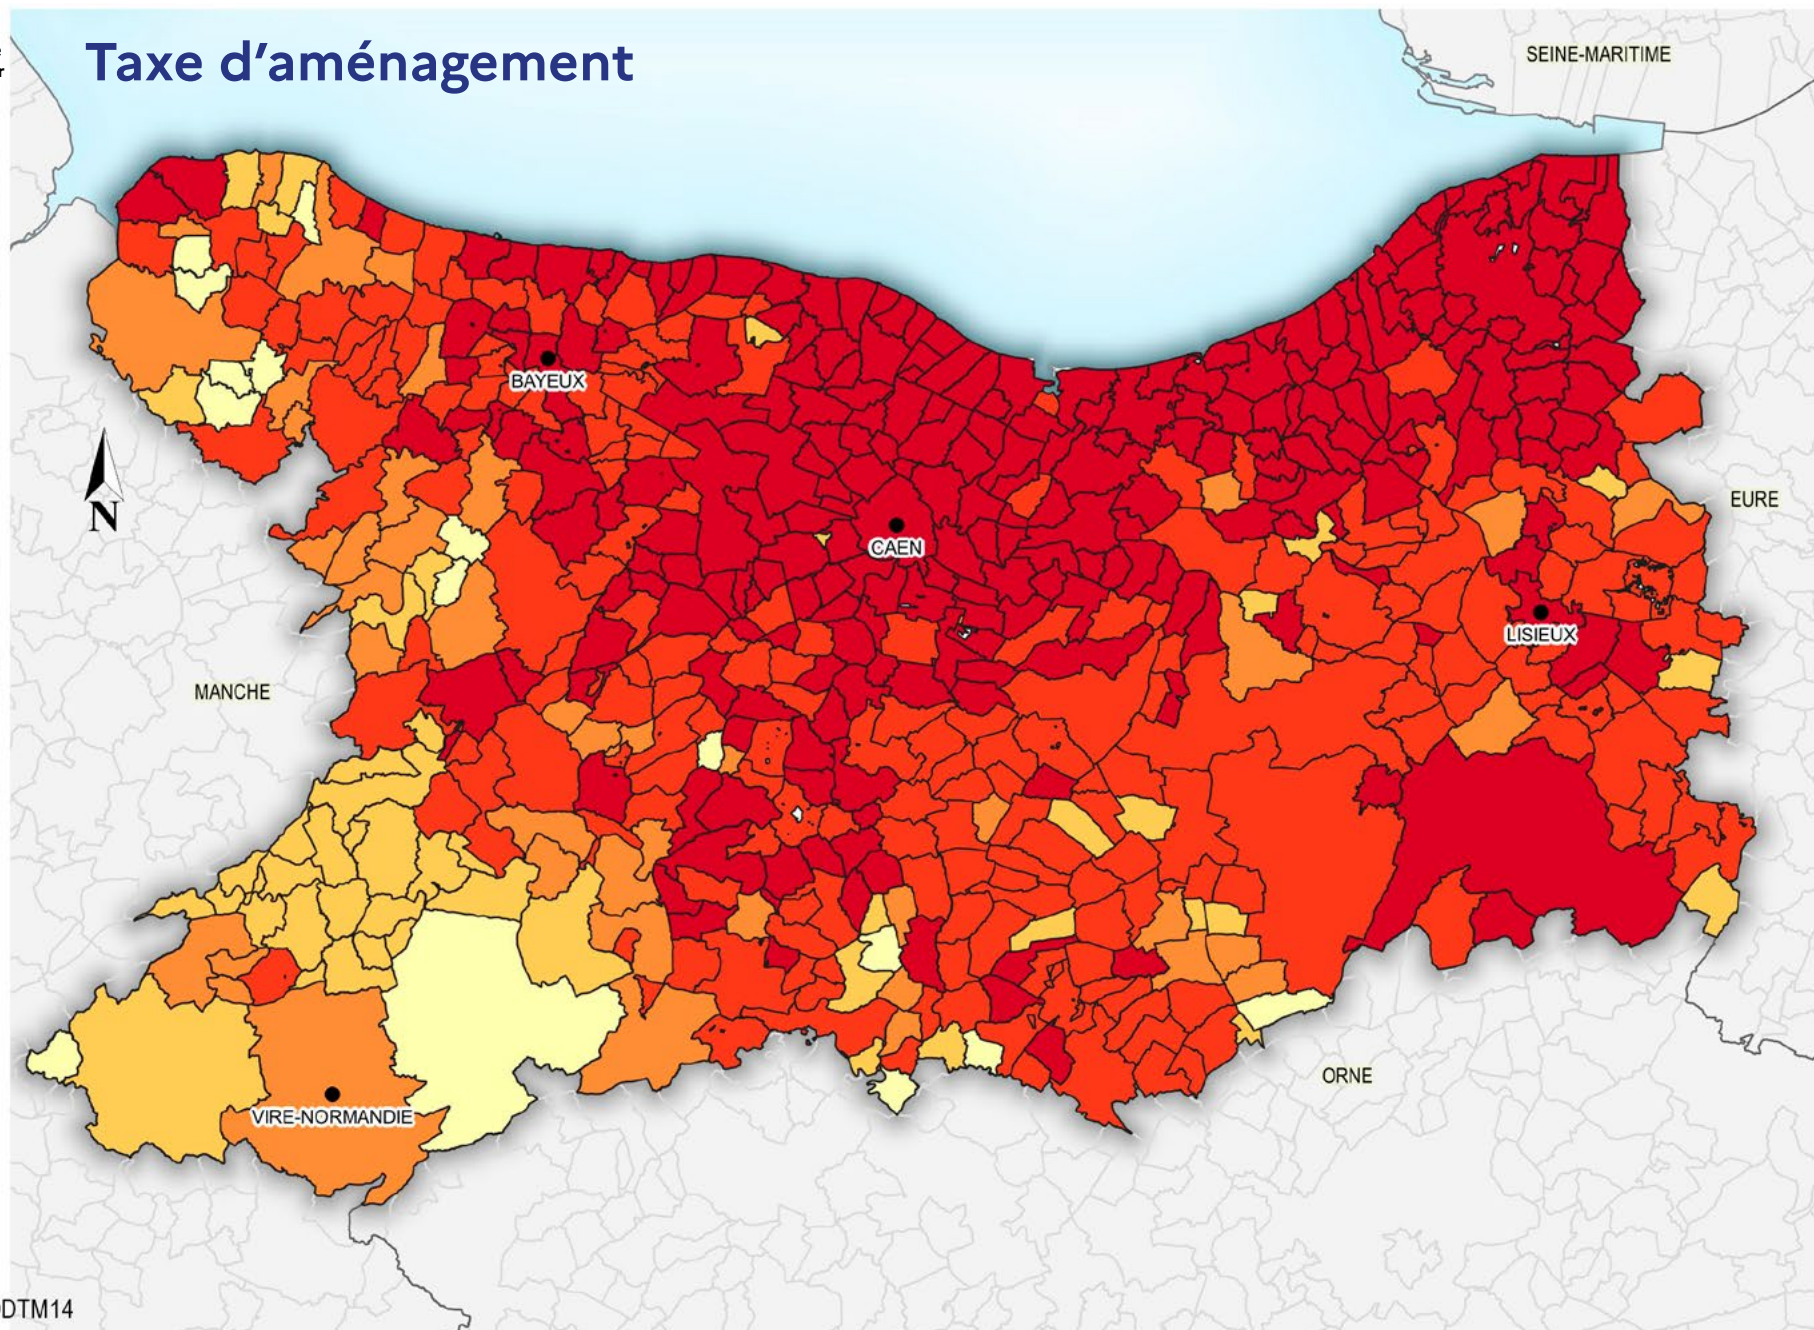 Taxe d'aménagement
SEINE-MARITIME
BAYEUX
N
CAEN
EURE
LISIEUX
MANCHE
ORNE
VIRE-NORMANDIE
DTM14